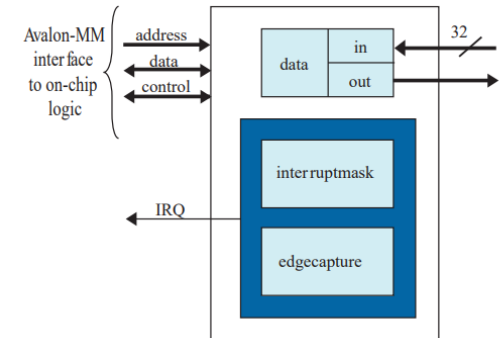 Avalon-MM
interface
to on-chip
logic
address
data
control
data
in
out
32
interruptmask
IRQ
edgecapture